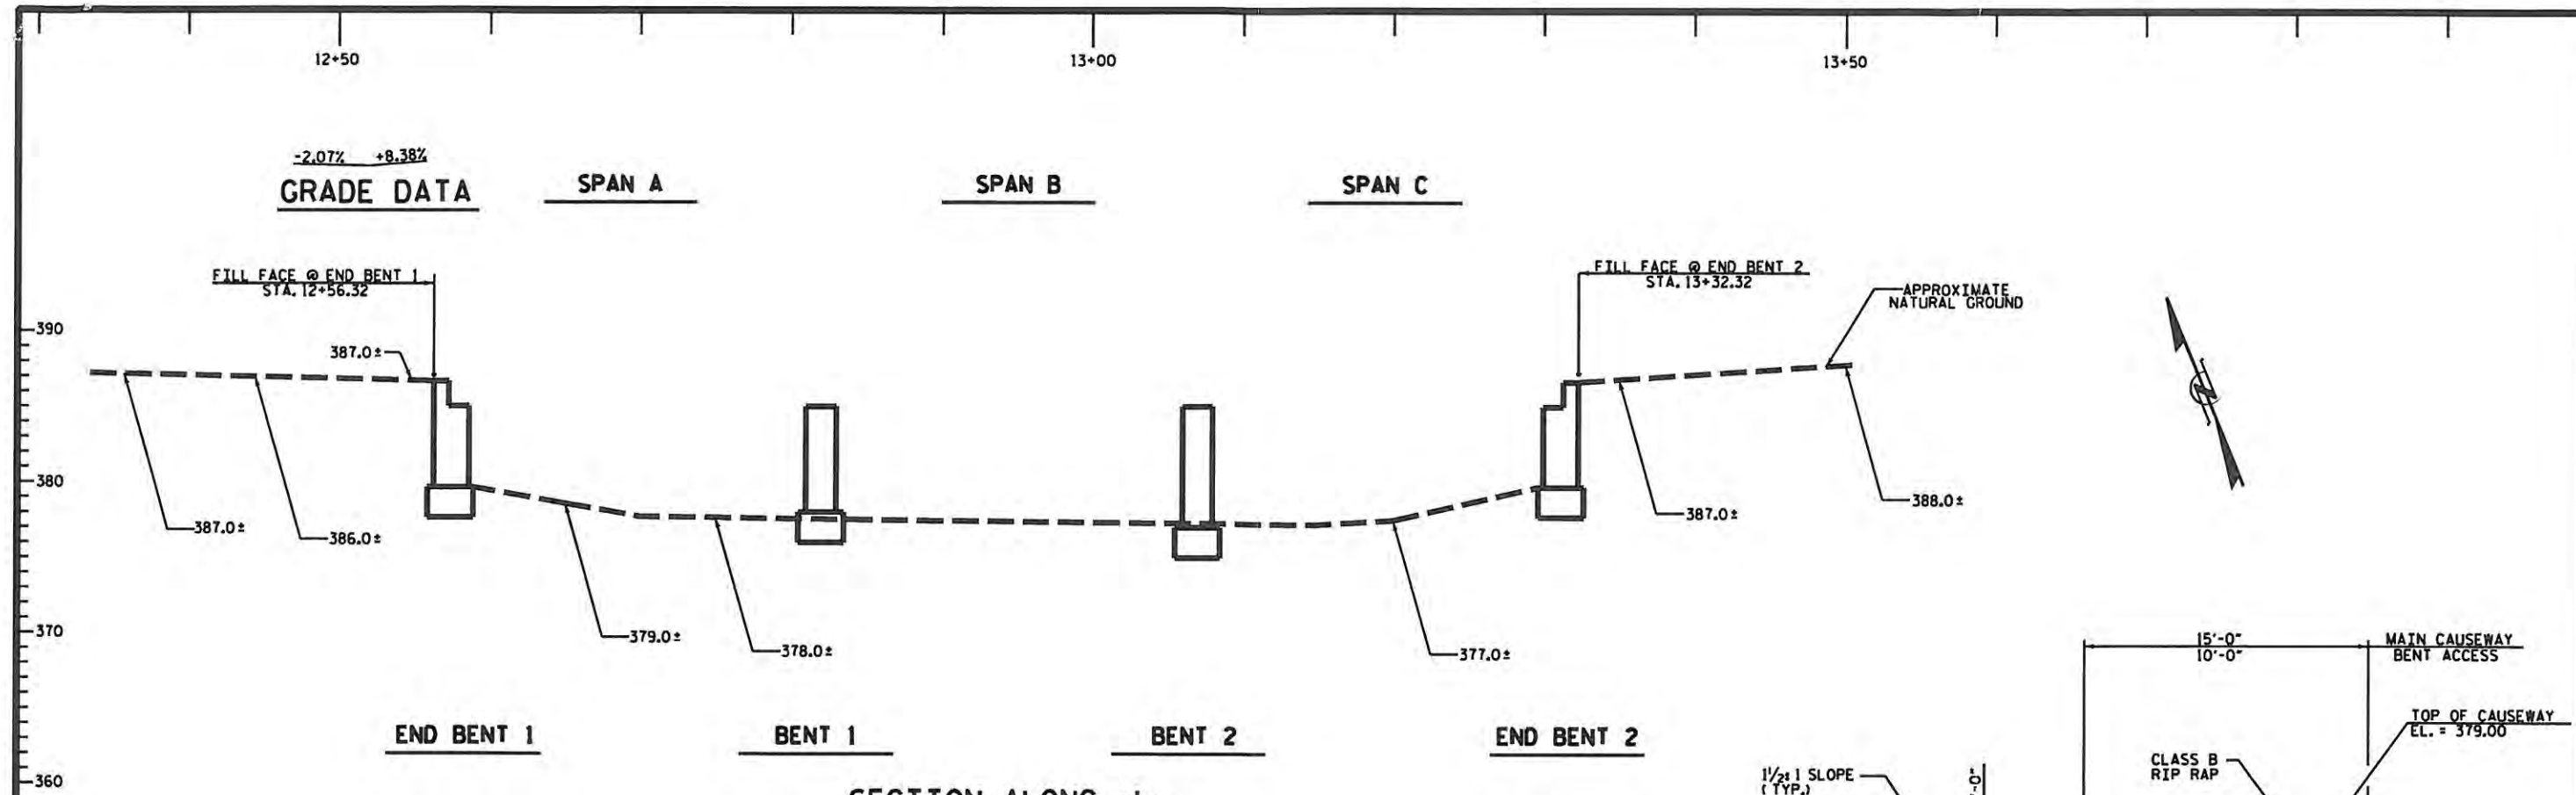 12+50
13+00
13+50
-2.07% +8.38%
GRADE DATA
SPAN A
SPAN B
SPAN C
FILL FACE @ END BENT 1
STA. 12+56.32
FILL FACE @ END BENT 2
STA. 13+32.32
APPROXIMATE
NATURAL GROUND
390
387.0±
380
387.0±
386.0±
387.0±
388.0±
370
379.0±
378.0±
377.0±
15'-0" MAIN CAUSEWAY
10'-0" BENT ACCESS
END BENT 1
BENT 1
BENT 2
END BENT 2
TOP OF CAUSEWAY
EL. = 379.00
CLASS B
RIP RAP
1½:1 SLOPE
(TYP.)
360
SECTION ALONG